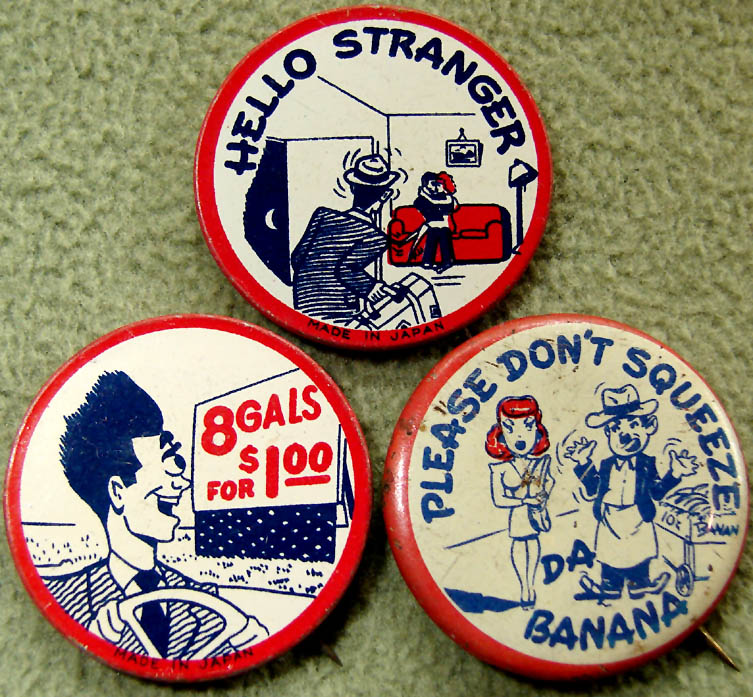 HELLO STRANGER
MADE IN JAPAN
8 GALS
FOR $1.00
MADE IN JAPAN
PLEASE DON'T SQUEEZE
DA
BANANA
10¢
BANAN